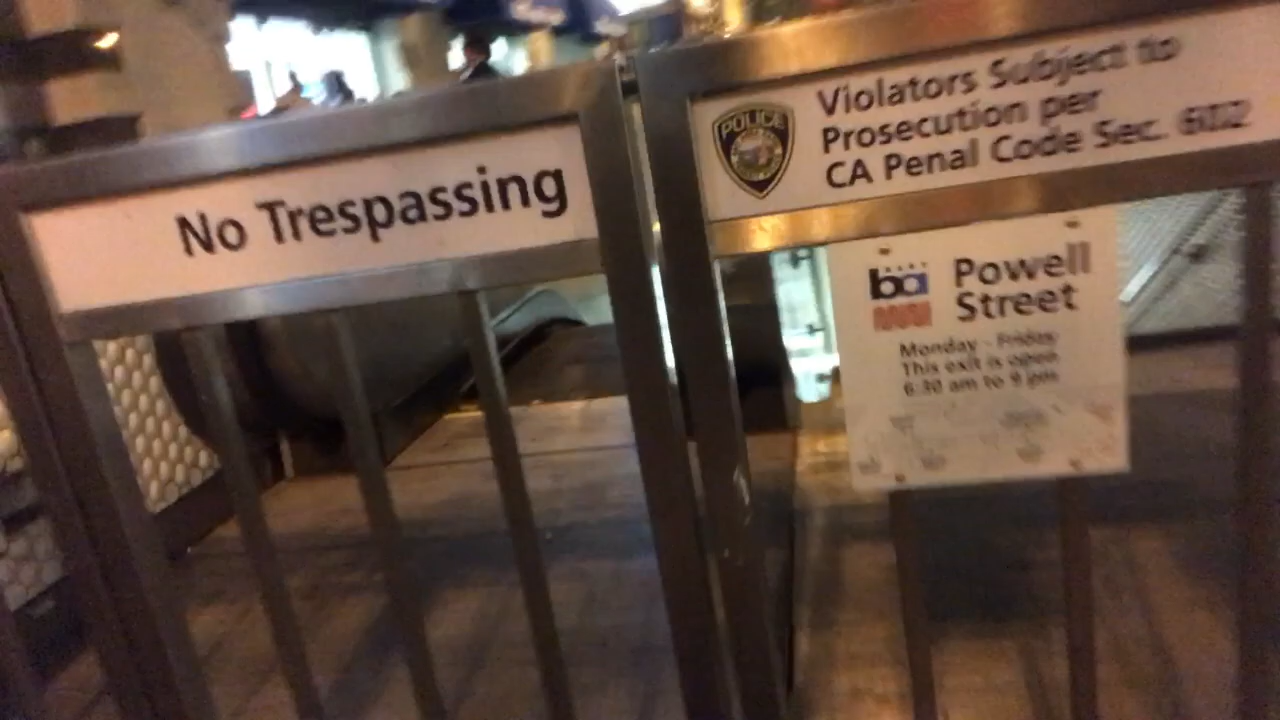 No Trespassing
POLICE
Violators Subject to
Prosecution per
CA Penal Code Sec. 602
ba
Powell
Street
Monday - Friday
This exit is open
6:30 am to 9 pm